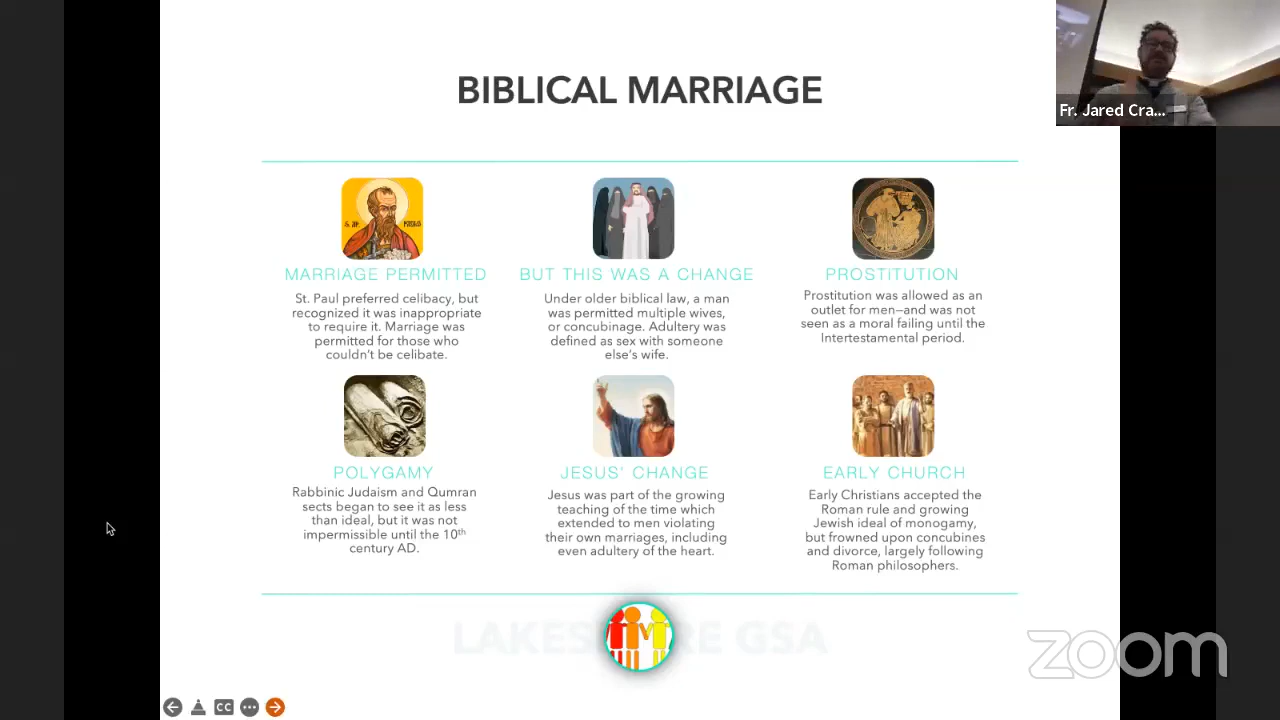 BIBLICAL MARRIAGE
Fr. Jared Cra...
MARRIAGE PERMITTED
St. Paul preferred celibacy, but
recognized it was inappropriate
to require it. Marriage was
permitted for those who
couldn't be celibate.
BUT THIS WAS A CHANGE
Under older biblical law, a man
was permitted multiple wives,
or concubinage. Adultery was
defined as sex with someone
else's wife.
PROSTiTUTION
Prostitution was allowed as an
outlet for men—and was not
seen as a moral failing until the
Intertestamental period.
POLYGAMY
Rabbinic Judaism and Qumran
sects began to see it as less
than ideal, but it was not
impermissible until the 10th
century AD.
JESUS' CHANGE
Jesus was part of the growing
teaching of the time which
extended to men violating
their own marriages, including
even adultery of the heart.
EARLY CHURCH
Early Christians accepted the
Roman rule and growing
Jewish ideal of monogamy,
but frowned upon concubines
and divorce, largely following
Roman philosophers.
GSA
zoom
CC